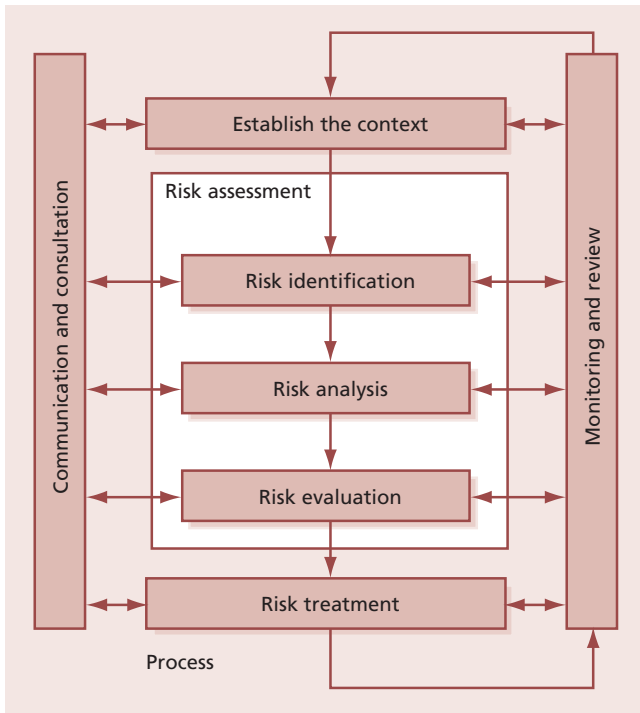 Establish the context
Risk assessment
Risk identification
Risk analysis
Risk evaluation
Risk treatment
Process
Communication and consultation
Monitoring and review